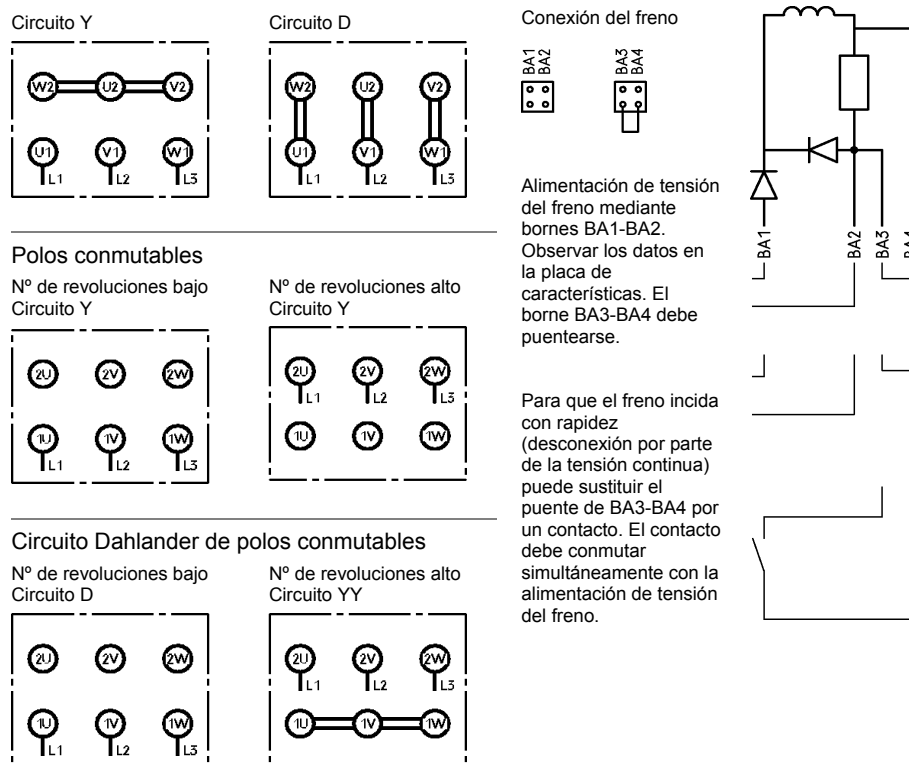 Circuito Y
W2 U2 V2
U1 V1 W1
L1 L2 L3
Circuito D
W2 U2 V2
U1 V1 W1
L1 L2 L3
Polos conmutables
Nº de revoluciones bajo
Circuito Y
2U 2V 2W
1U 1V 1W
L1 L2 L3
Nº de revoluciones alto
Circuito Y
2U 2V 2W
L1 L2 L3
1U 1V 1W
Circuito Dahlander de polos conmutables
Nº de revoluciones bajo
Circuito D
2U 2V 2W
1U 1V 1W
L1 L2 L3
Nº de revoluciones alto
Circuito YY
2U 2V 2W
L1 L2 L3
1U 1V 1W
Conexión del freno
BA1
BA2
BA3
BA4
Alimentación de tensión
del freno mediante
bornes BA1-BA2.
Observar los datos en
la placa de
características. El
borne BA3-BA4 debe
puentearse.
Para que el freno incida
con rapidez
(desconexión por parte
de la tensión continua)
puede sustituir el
puente de BA3-BA4 por
un contacto. El contacto
debe conmutar
simultáneamente con la
alimentación de tensión
del freno.
BA1
BA2
BA3